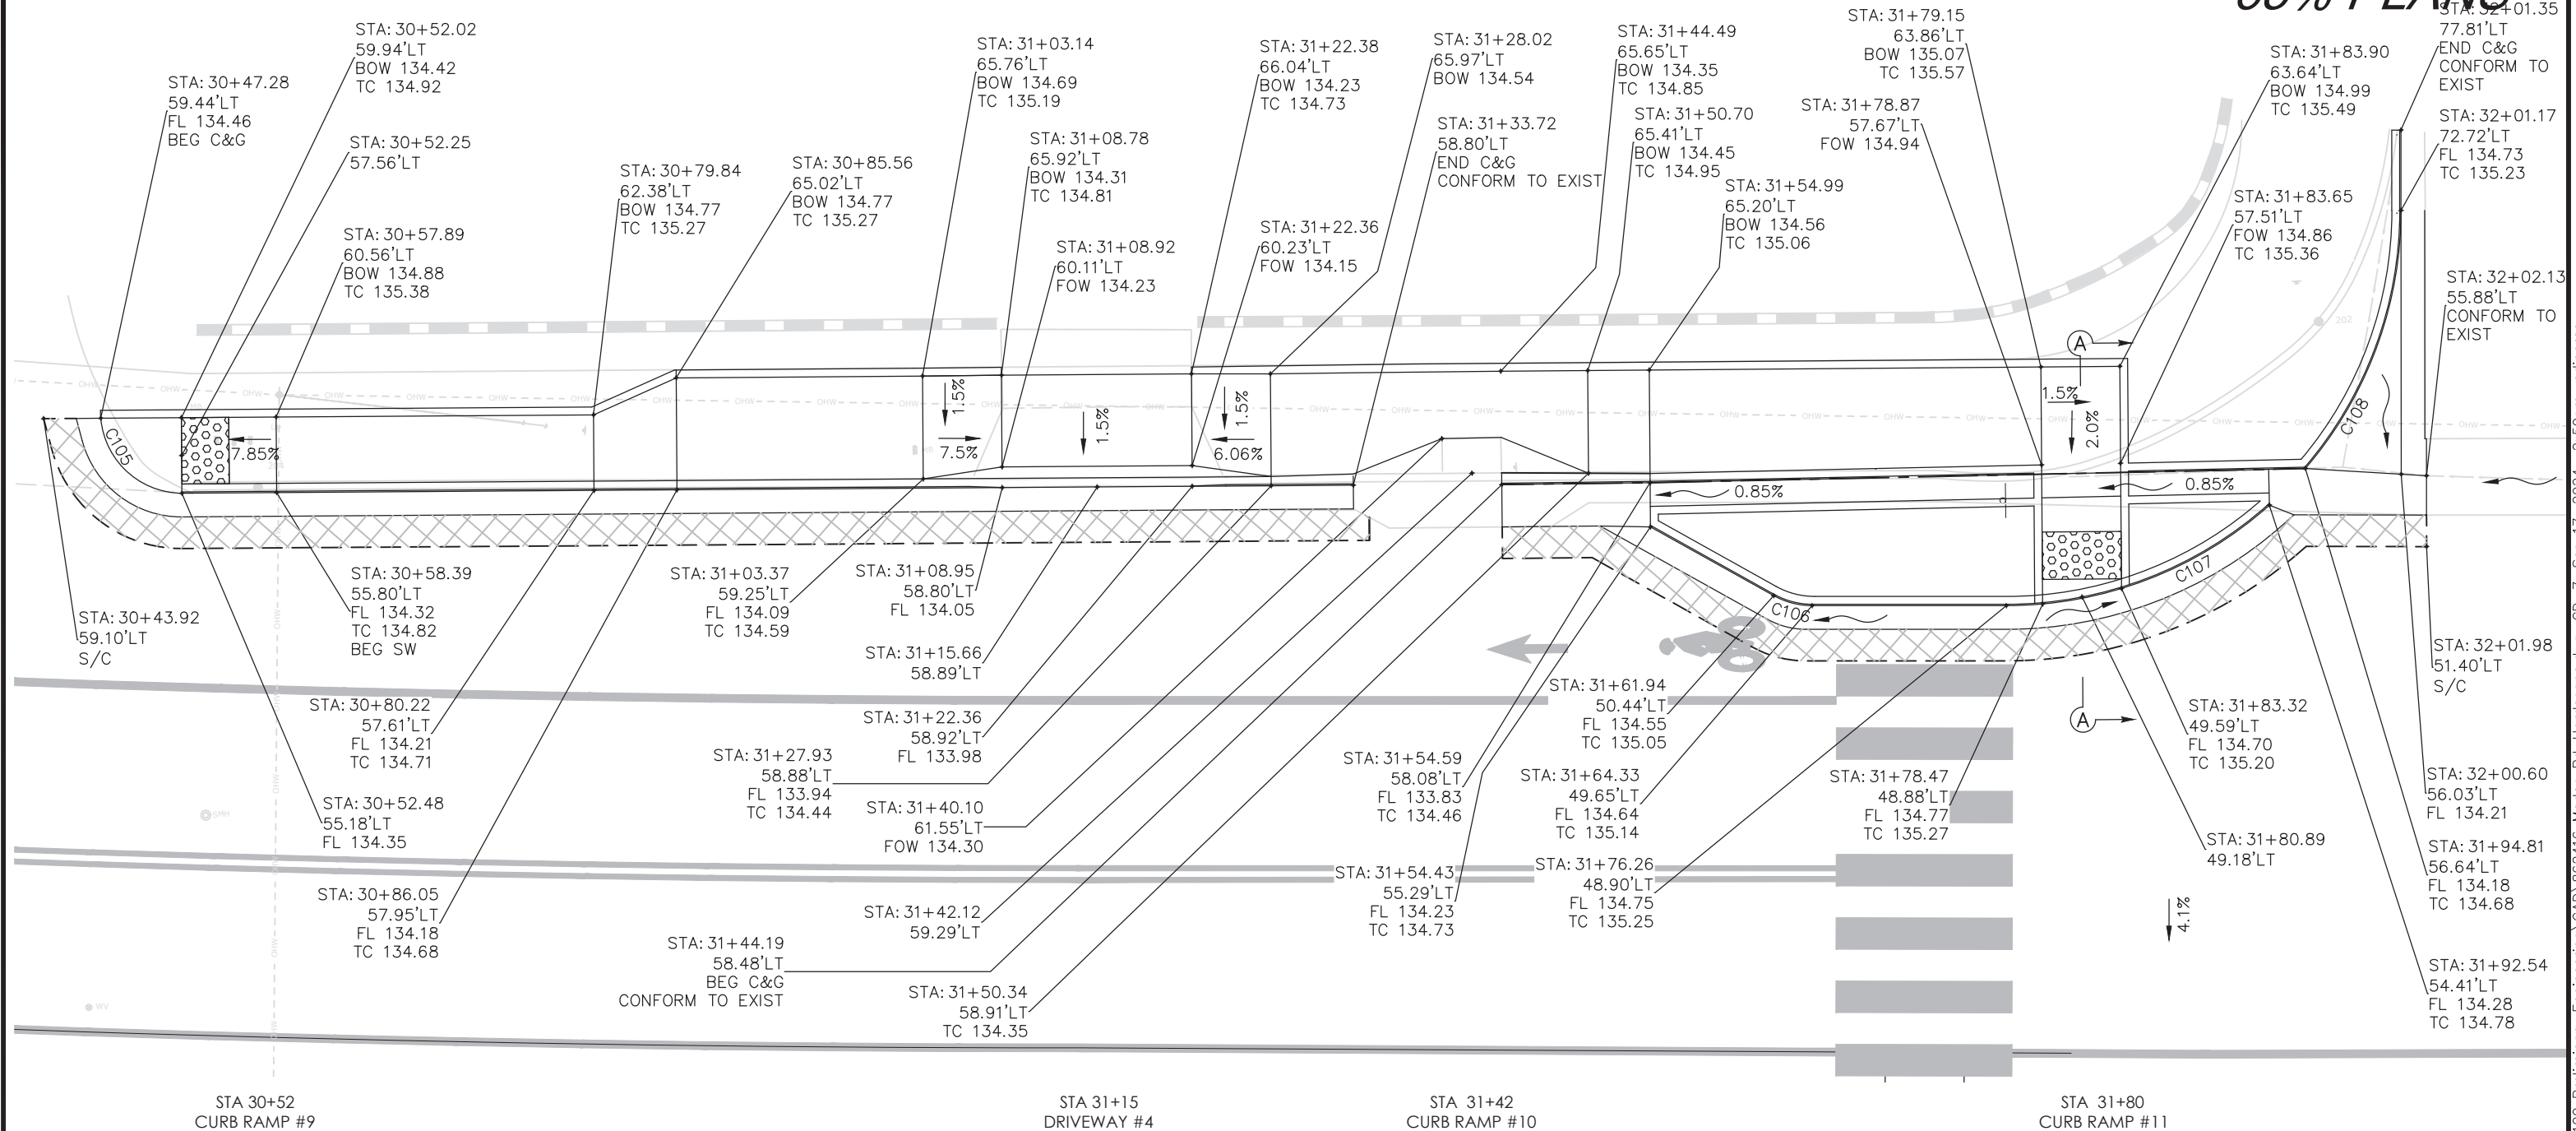 STA: 30+47.28
59.44'LT
FL 134.46
BEG C&G
STA: 30+52.02
59.94'LT
BOW 134.42
TC 134.92
STA: 30+52.25
57.56'LT
STA: 30+57.89
60.56'LT
BOW 134.88
TC 135.38
STA: 30+79.84
62.38'LT
BOW 134.77
TC 135.27
STA: 30+85.56
65.02'LT
BOW 134.77
TC 135.27
STA: 31+03.14
65.76'LT
BOW 134.69
TC 135.19
STA: 31+08.78
65.92'LT
BOW 134.31
TC 134.81
STA: 31+08.92
60.11'LT
FOW 134.23
STA: 31+22.38
66.04'LT
BOW 134.23
TC 134.73
STA: 31+22.36
60.23'LT
FOW 134.15
STA: 31+28.02
65.97'LT
BOW 134.54
STA: 31+33.72
58.80'LT
END C&G
CONFORM TO EXIST
STA: 31+44.49
65.65'LT
BOW 134.35
TC 134.85
STA: 31+50.70
65.41'LT
BOW 134.45
TC 134.95
STA: 31+54.99
65.20'LT
BOW 134.56
TC 135.06
STA: 31+79.15
63.86'LT
BOW 135.07
TC 135.57
STA: 31+78.87
57.67'LT
FOW 134.94
STA: 31+83.90
63.64'LT
BOW 134.99
TC 135.49
STA: 31+83.65
57.51'LT
FOW 134.86
TC 135.36
STA: 32+01.35
77.81'LT
END C&G
CONFORM TO
EXIST
STA: 32+01.17
72.72'LT
FL 134.73
TC 135.23
STA: 32+02.13
55.88'LT
CONFORM TO
EXIST
202
OHW OHW OHW OHW OHW OHW OHW
C105
7.85%
1.5%
7.5%
1.5%
1.5%
6.06%
A
1.5%
2.0%
C108
0.85%
0.85%
C106
C107
STA: 30+43.92
59.10'LT
S/C
STA: 30+58.39
55.80'LT
FL 134.32
TC 134.82
BEG SW
STA: 30+80.22
57.61'LT
FL 134.21
TC 134.71
STA: 30+52.48
55.18'LT
FL 134.35
STA: 30+86.05
57.95'LT
FL 134.18
TC 134.68
STA: 31+03.37
59.25'LT
FL 134.09
TC 134.59
STA: 31+08.95
58.80'LT
FL 134.05
STA: 31+15.66
58.89'LT
STA: 31+22.36
58.92'LT
FL 133.98
STA: 31+27.93
58.88'LT
FL 133.94
TC 134.44
STA: 31+40.10
61.55'LT
FOW 134.30
STA: 31+42.12
59.29'LT
STA: 31+44.19
58.48'LT
BEG C&G
CONFORM TO EXIST
STA: 31+50.34
58.91'LT
TC 134.35
STA: 31+54.59
58.08'LT
FL 133.83
TC 134.46
STA: 31+54.43
55.29'LT
FL 134.23
TC 134.73
STA: 31+61.94
50.44'LT
FL 134.55
TC 135.05
STA: 31+64.33
49.65'LT
FL 134.64
TC 135.14
STA: 31+76.26
48.90'LT
FL 134.75
TC 135.25
STA: 31+78.47
48.88'LT
FL 134.77
TC 135.27
A
STA: 31+83.32
49.59'LT
FL 134.70
TC 135.20
STA: 31+80.89
49.18'LT
4.1%
STA: 32+01.98
51.40'LT
S/C
STA: 32+00.60
56.03'LT
FL 134.21
STA: 31+94.81
56.64'LT
FL 134.18
TC 134.68
STA: 31+92.54
54.41'LT
FL 134.28
TC 134.78
SMH
WV
STA 30+52
CURB RAMP #9
STA 31+15
DRIVEWAY #4
STA 31+42
CURB RAMP #10
STA 31+80
CURB RAMP #11